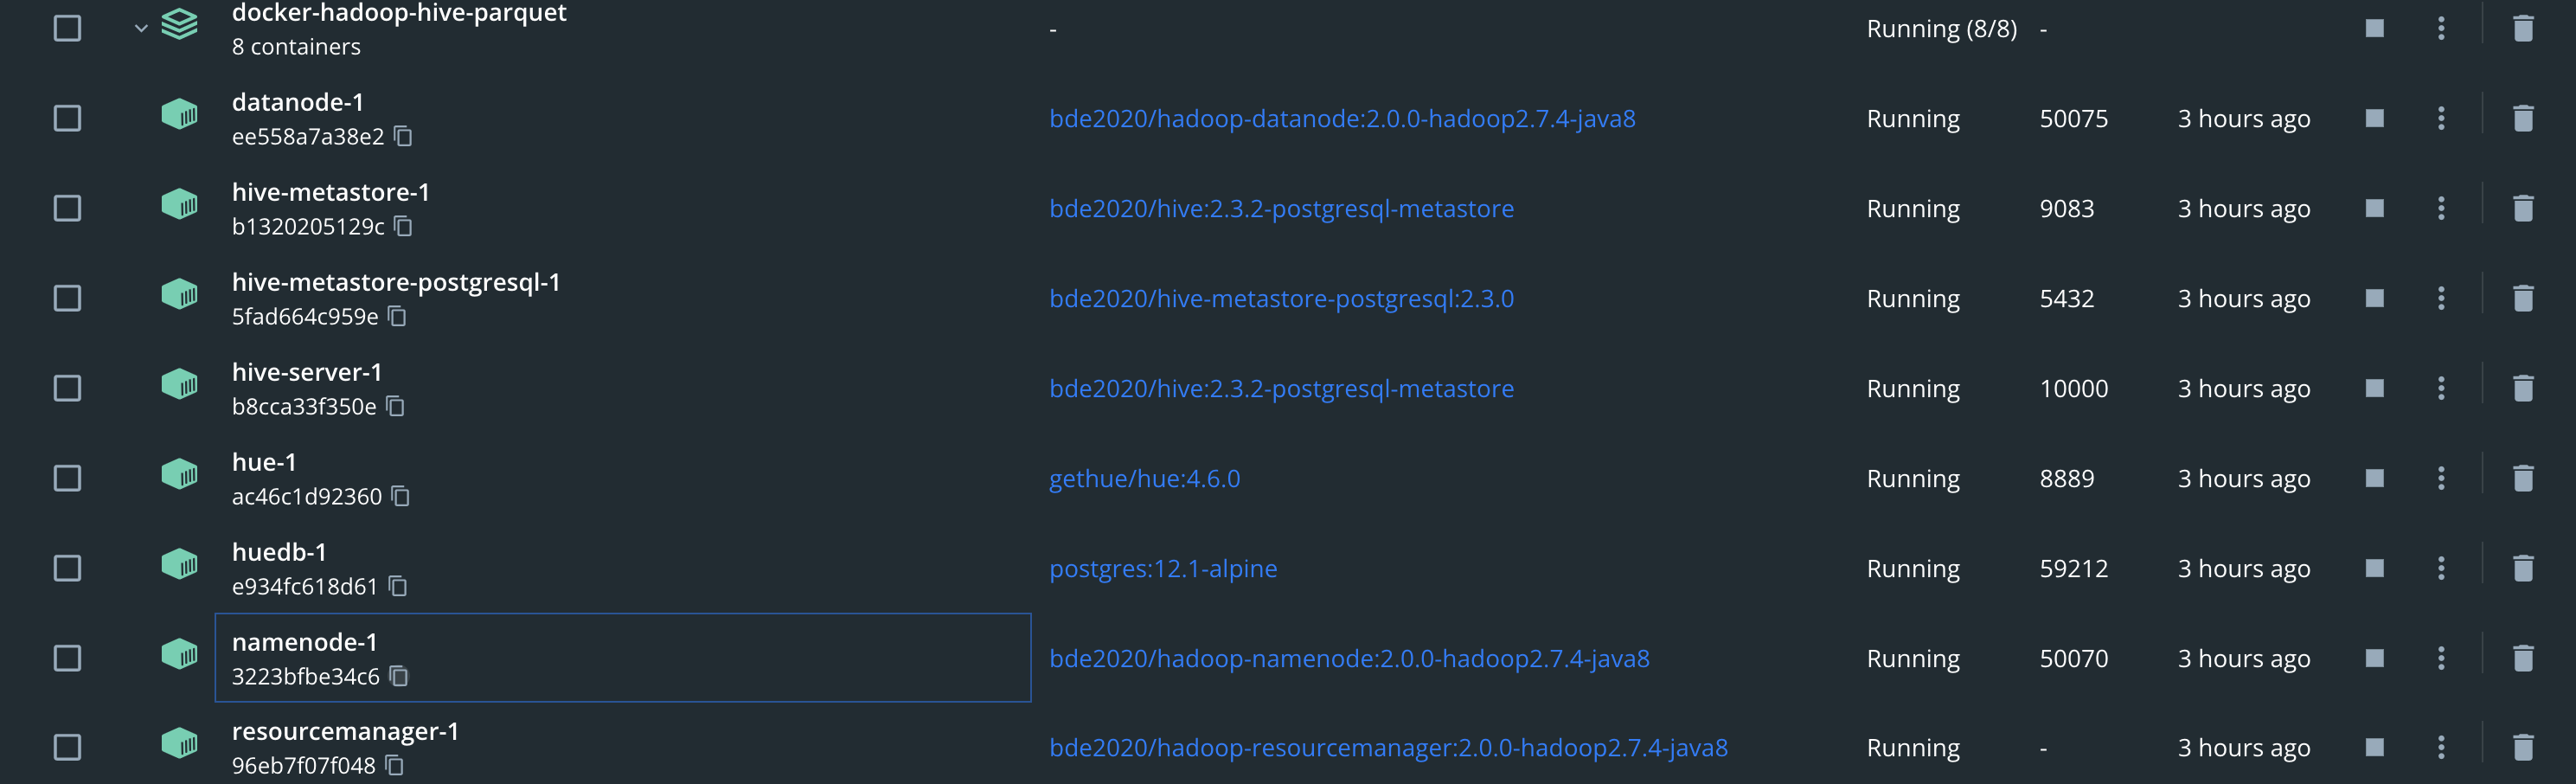 docker-hadoop-hive-parquet
8 containers
- Running (8/8) -
datanode-1
ee558a7a38e2
bde2020/hadoop-datanode:2.0.0-hadoop2.7.4-java8 Running 50075 3 hours ago
hive-metastore-1
b1320205129c
bde2020/hive:2.3.2-postgresql-metastore Running 9083 3 hours ago
hive-metastore-postgresql-1
5fad664c959e
bde2020/hive-metastore-postgresql:2.3.0 Running 5432 3 hours ago
hive-server-1
b8cca33f350e
bde2020/hive:2.3.2-postgresql-metastore Running 10000 3 hours ago
hue-1
ac46c1d92360
gethue/hue:4.6.0 Running 8889 3 hours ago
huedb-1
e934fc618d61
postgres:12.1-alpine Running 59212 3 hours ago
namenode-1
3223bfbe34c6
bde2020/hadoop-namenode:2.0.0-hadoop2.7.4-java8 Running 50070 3 hours ago
resourcemanager-1
96eb7f07f048
bde2020/hadoop-resourcemanager:2.0.0-hadoop2.7.4-java8 Running - 3 hours ago